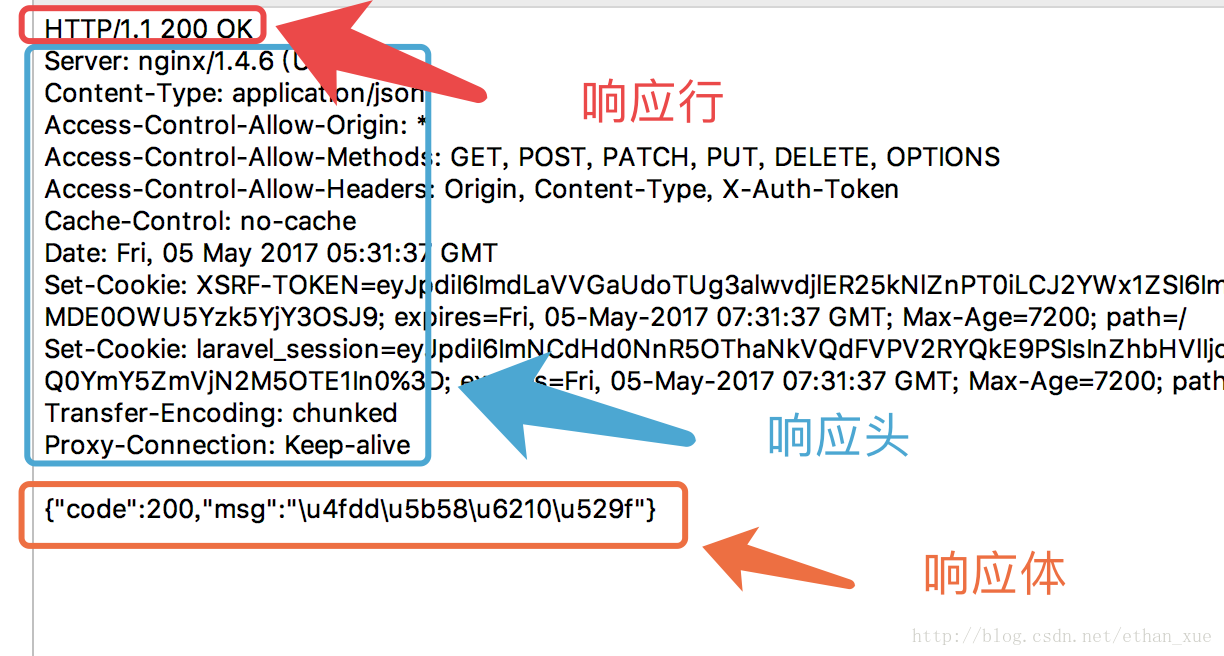 HTTP/1.1 200 OK
响应行
Server: nginx/1.4.6 (U
Content-Type: application/json
Access-Control-Allow-Origin: *
Access-Control-Allow-Methods: GET, POST, PATCH, PUT, DELETE, OPTIONS
Access-Control-Allow-Headers: Origin, Content-Type, X-Auth-Token
Cache-Control: no-cache
Date: Fri, 05 May 2017 05:31:37 GMT
Set-Cookie: XSRF-TOKEN=eyJpdiI6ImdLaVVGaUdoTUg3alwvdjlER25kNlZnPT0iLCJ2YWx1ZSI6Im
MDE0OWU5Yzk5YjY3OSJ9; expires=Fri, 05-May-2017 07:31:37 GMT; Max-Age=7200; path=/
Set-Cookie: laravel_session=eyJpdiI6ImNCdHd0NnR5OThaNkVQdFVPV2RYQkE9PSIsInZhbHVlIjo
Q0YmY5ZmVjN2M5OTE1In0%3D; expires=Fri, 05-May-2017 07:31:37 GMT; Max-Age=7200; path
Transfer-Encoding: chunked
响应头
Proxy-Connection: Keep-alive
{"code":200,"msg":"\u4fdd\u5b58\u6210\u529f"}
响应体
http://blog.csdn.net/ethan_xue